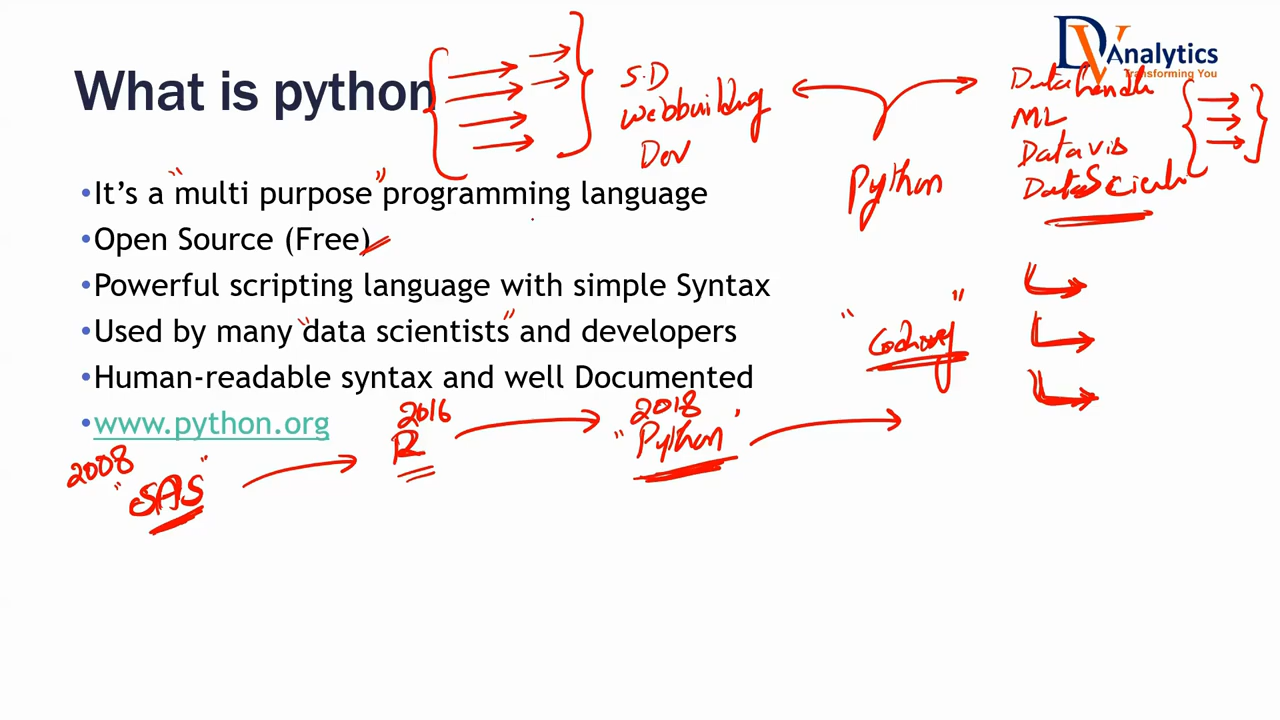 DV Analytics
Transforming You
What is python
S.D
Webbuilding
Dev
Python
Data Handli
ML
Data vis
Data Scienti
•It's a "multi purpose" programming language
•Open Source (Free)
•Powerful scripting language with simple Syntax
•Used by many "data scientists" and developers
•Human-readable syntax and well Documented
•www.python.org
2008
"SAS"
2016
R
2018
"Python"